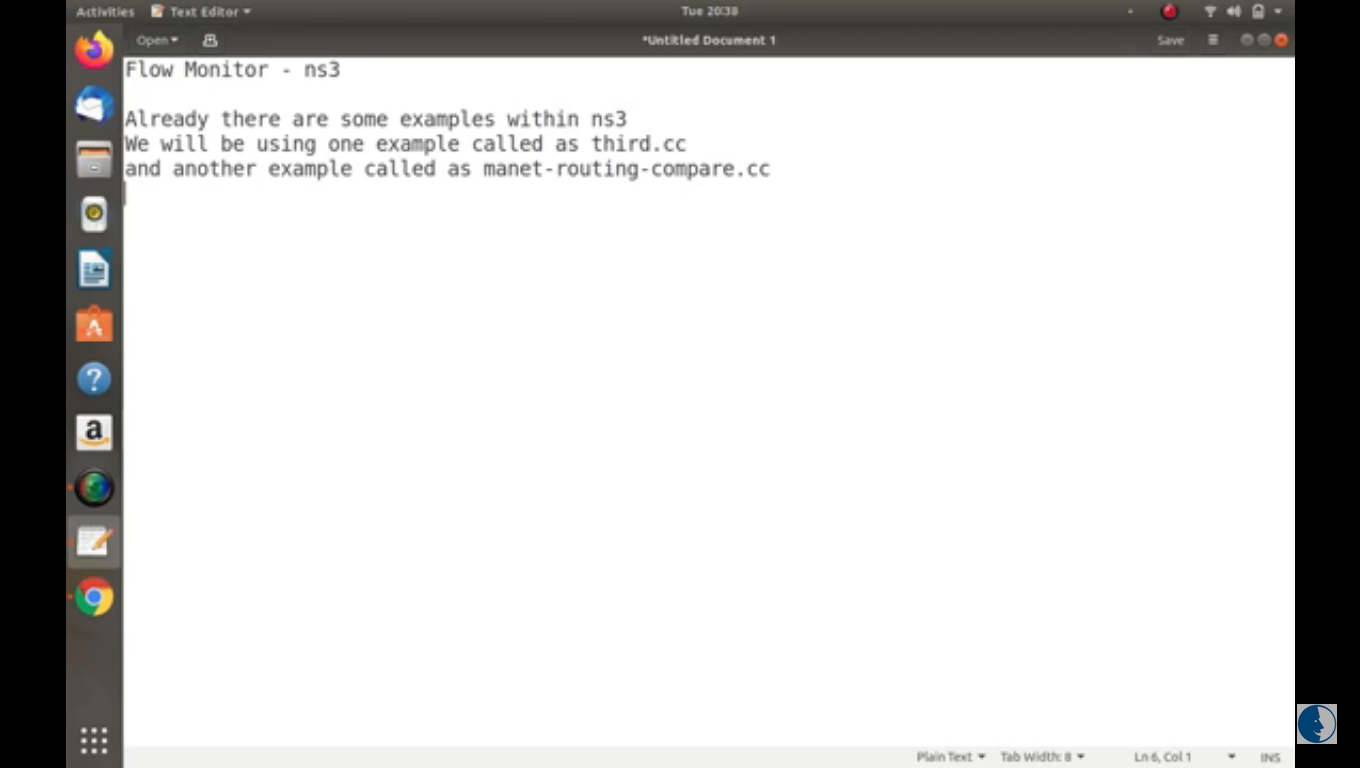 Activities Text Editor Tue 20:38
Open *Untitled Document 1 Save
Flow Monitor - ns3
Already there are some examples within ns3
We will be using one example called as third.cc
and another example called as manet-routing-compare.cc
Plain Text Tab Width: 8 Ln 6, Col 1 INS